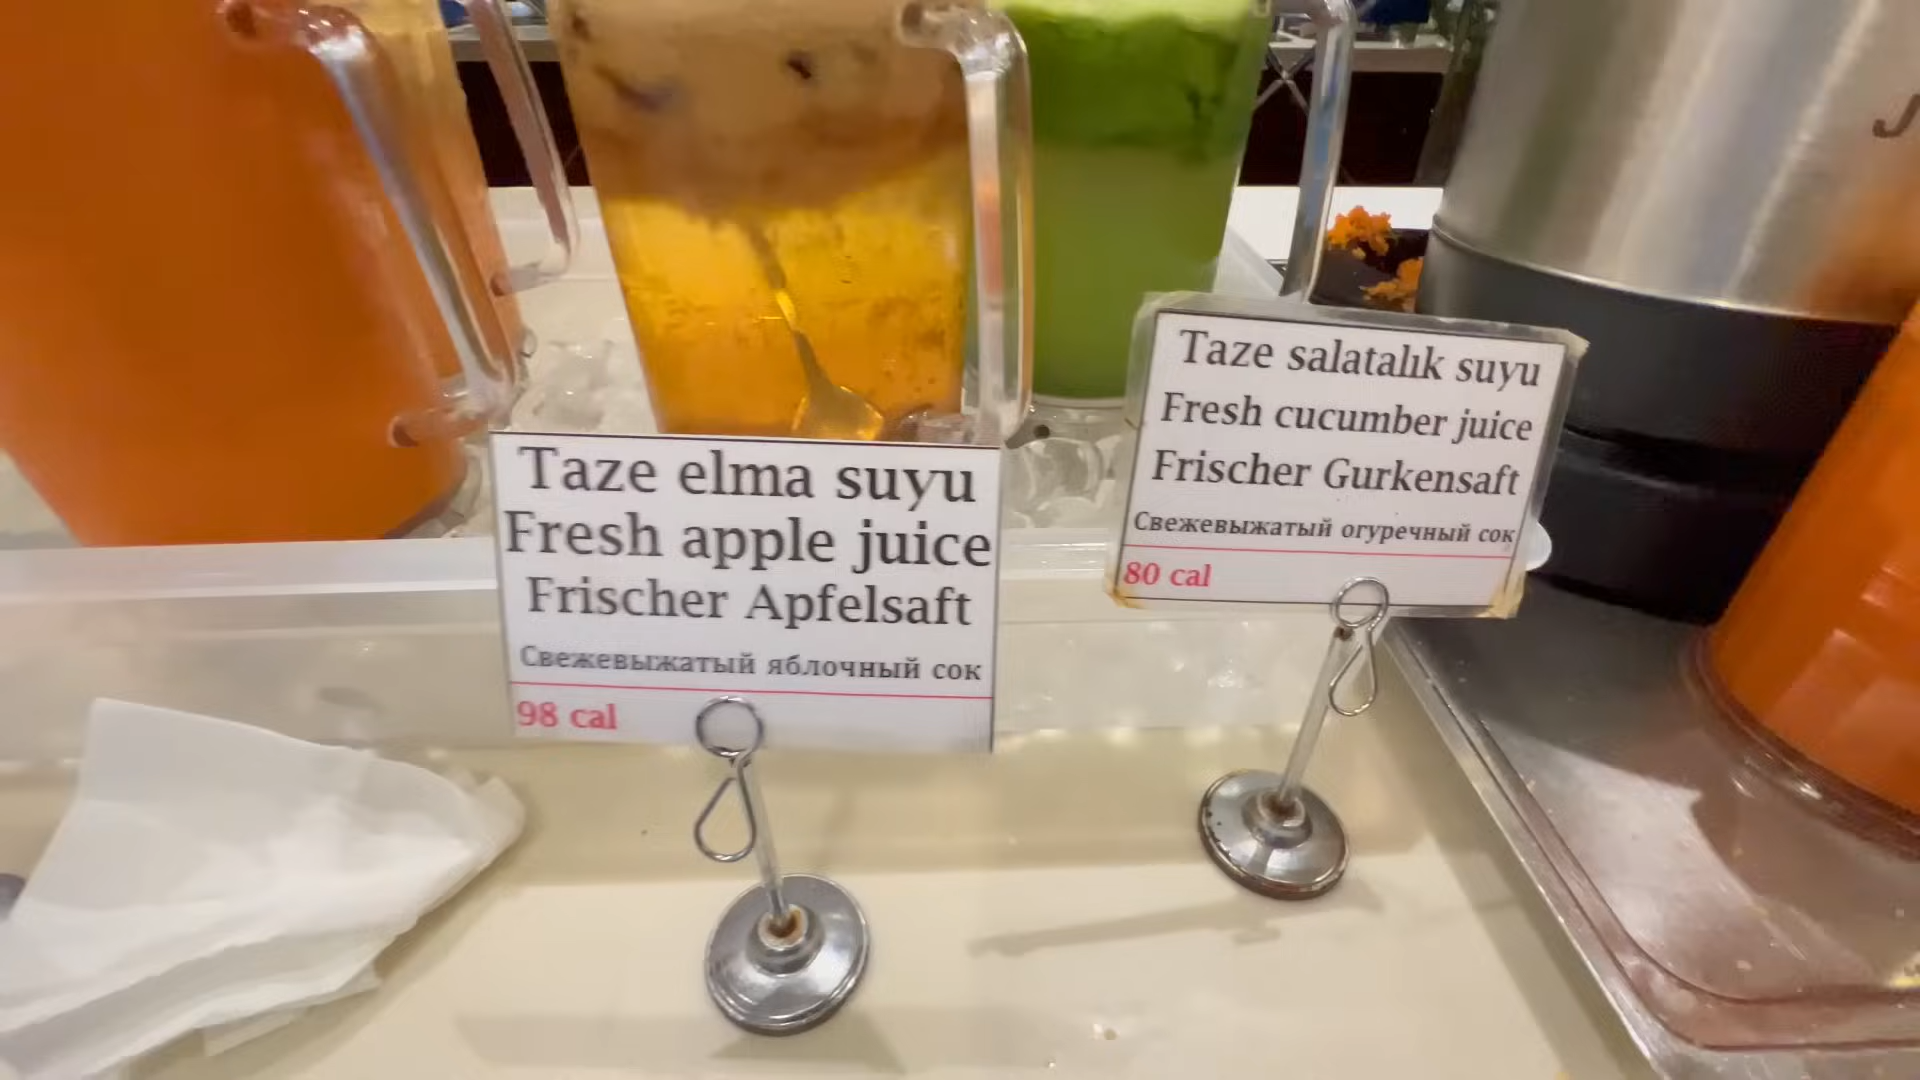 Taze elma suyu
Fresh apple juice
Frischer Apfelsaft
Свежевыжатый яблочный сок
98 cal
Taze salatalık suyu
Fresh cucumber juice
Frischer Gurkensaft
Свежевыжатый огуречный сок
80 cal